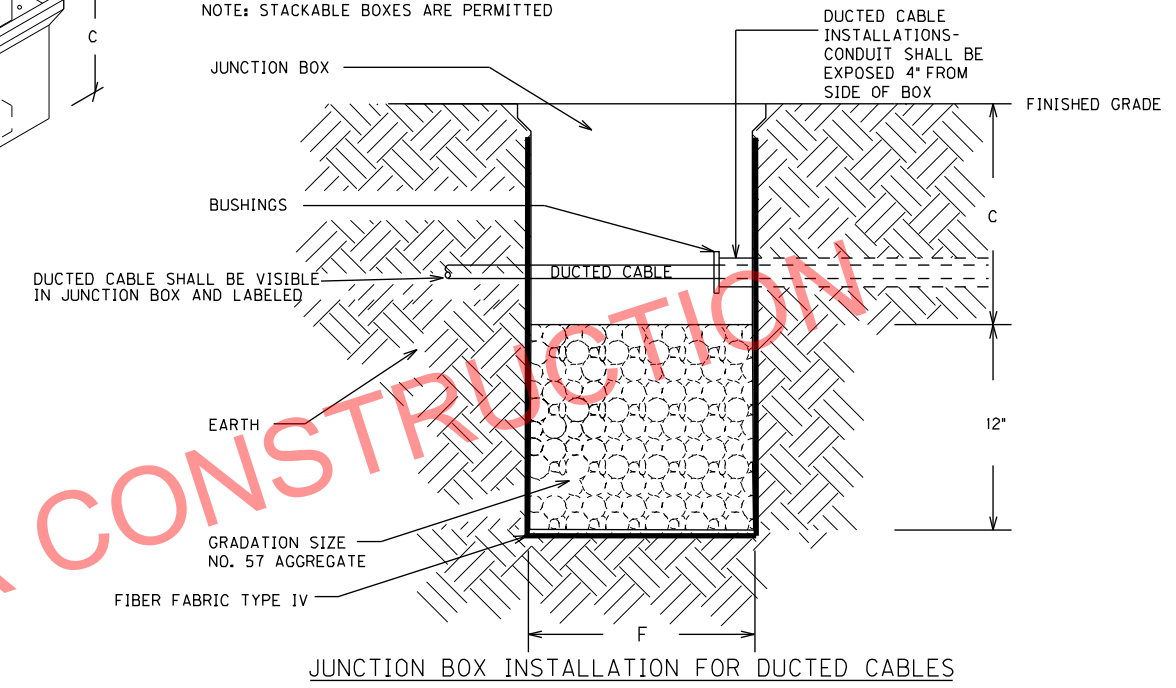 NOTE: STACKABLE BOXES ARE PERMITTED
C
JUNCTION BOX
DUCTED CABLE
INSTALLATIONS-
CONDUIT SHALL BE
EXPOSED 4" FROM
SIDE OF BOX
FINISHED GRADE
BUSHINGS
C
DUCTED CABLE SHALL BE VISIBLE
IN JUNCTION BOX AND LABELED
DUCTED CABLE
EARTH
12"
CONSTRUCTION
GRADATION SIZE
NO. 57 AGGREGATE
FIBER FABRIC TYPE IV
F
JUNCTION BOX INSTALLATION FOR DUCTED CABLES